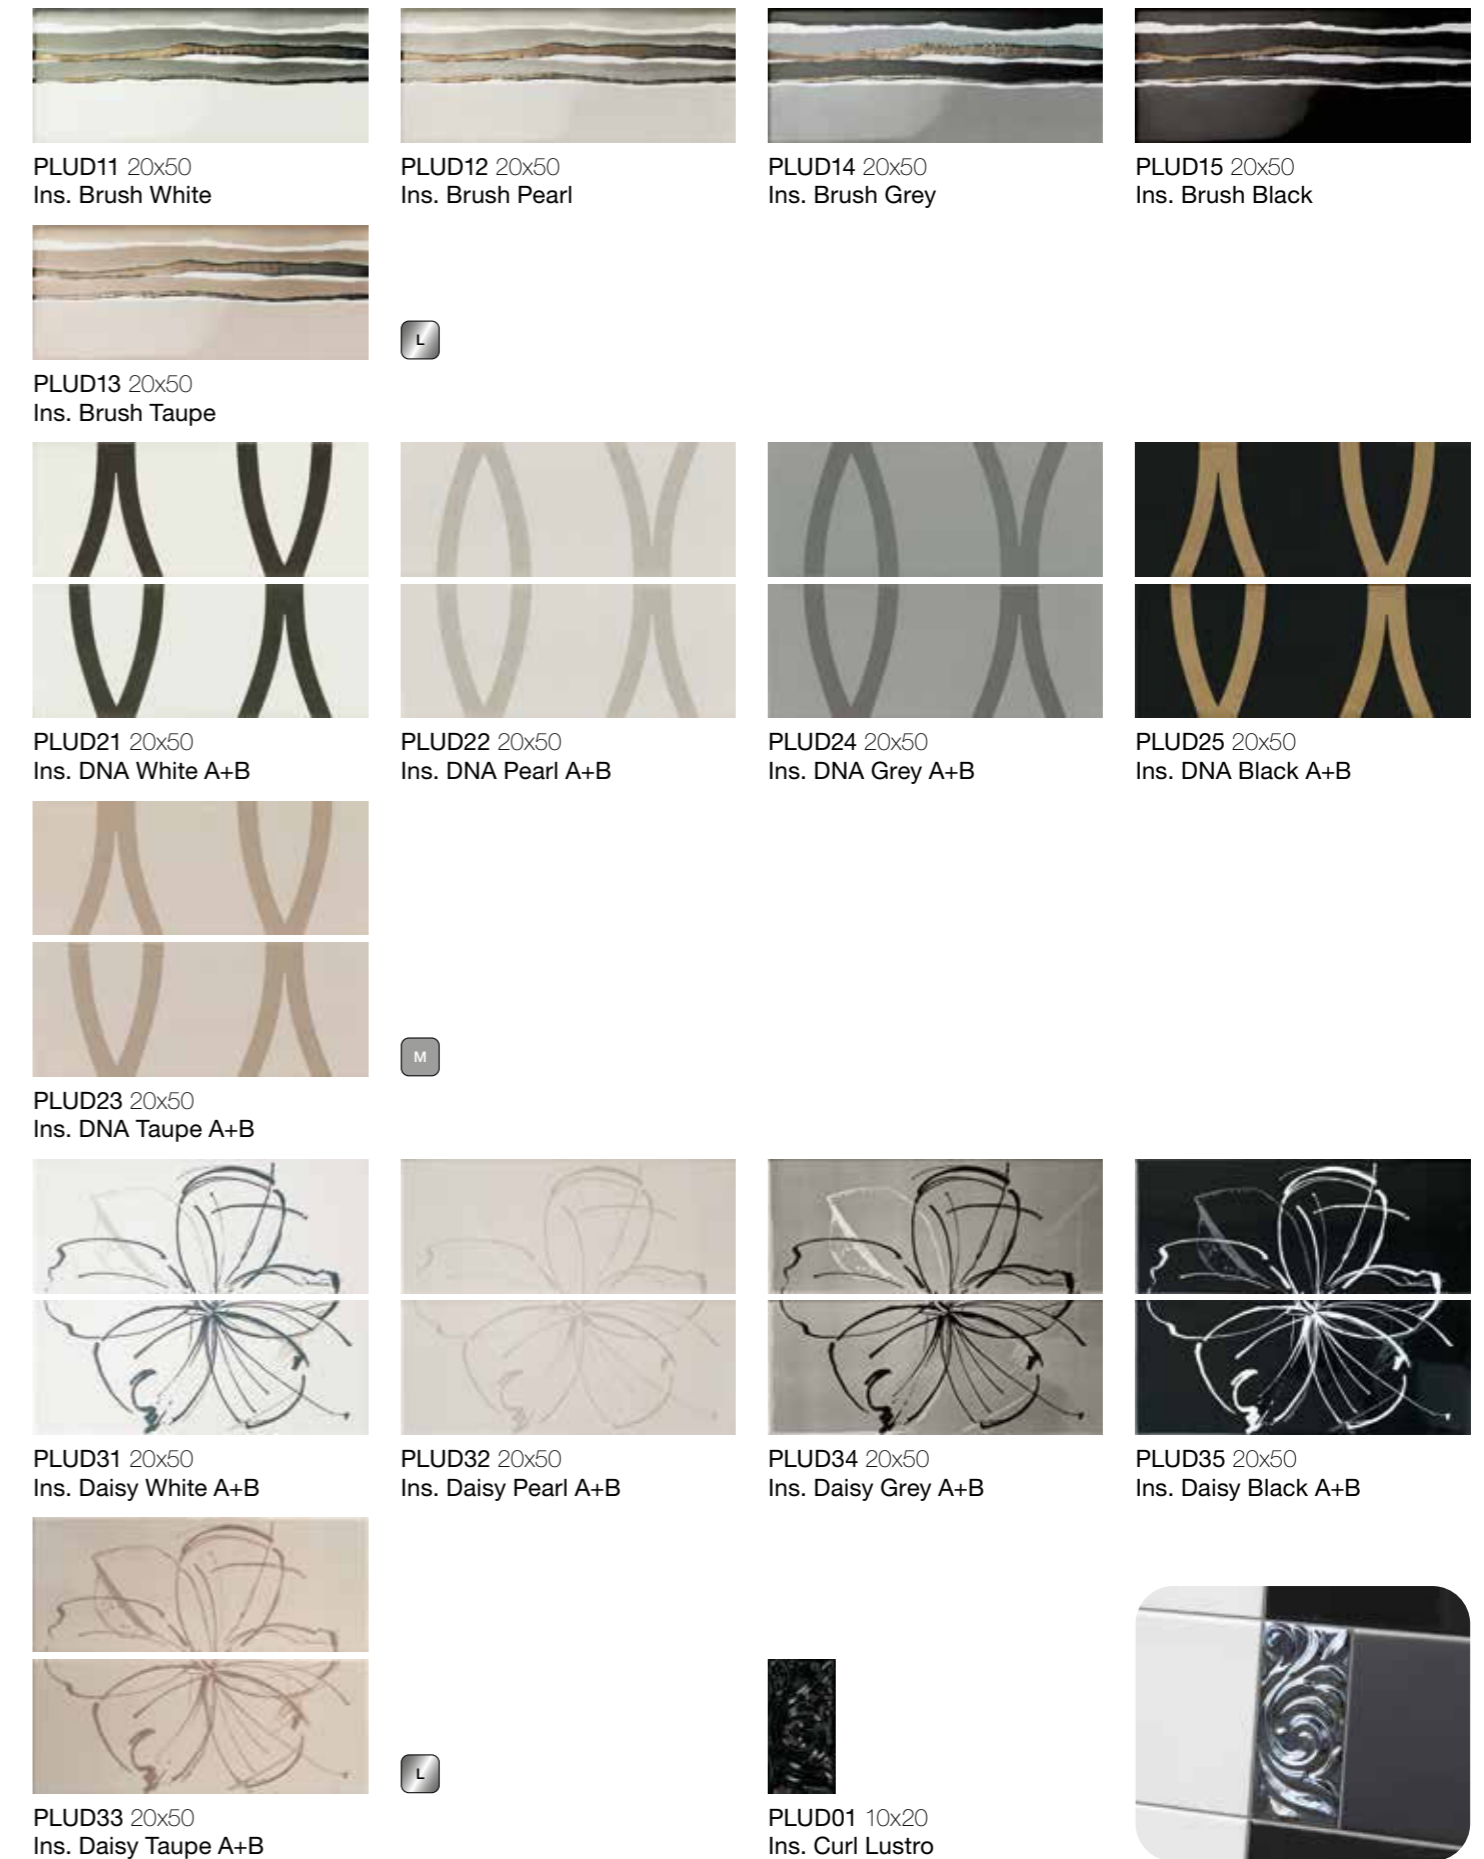 PLUD11 20x50
Ins. Brush White
PLUD12 20x50
Ins. Brush Pearl
PLUD14 20x50
Ins. Brush Grey
PLUD15 20x50
Ins. Brush Black
PLUD13 20x50
Ins. Brush Taupe
L
PLUD21 20x50
Ins. DNA White A+B
PLUD22 20x50
Ins. DNA Pearl A+B
PLUD24 20x50
Ins. DNA Grey A+B
PLUD25 20x50
Ins. DNA Black A+B
PLUD23 20x50
Ins. DNA Taupe A+B
M
PLUD31 20x50
Ins. Daisy White A+B
PLUD32 20x50
Ins. Daisy Pearl A+B
PLUD34 20x50
Ins. Daisy Grey A+B
PLUD35 20x50
Ins. Daisy Black A+B
PLUD33 20x50
Ins. Daisy Taupe A+B
L
PLUD01 10x20
Ins. Curl Lustro